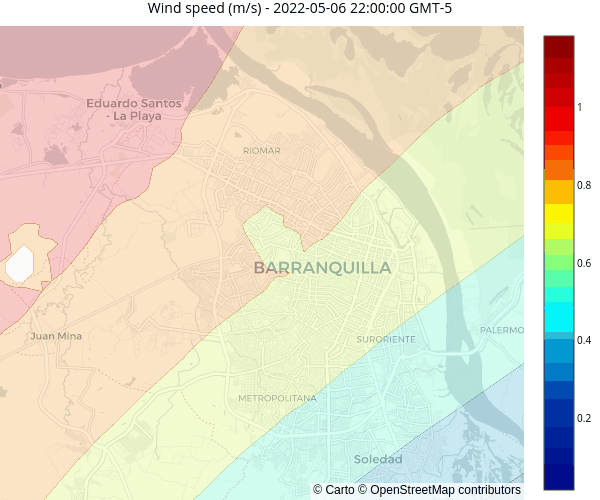 Wind speed (m/s) - 2022-05-06 22:00:00 GMT-5
Eduardo Santos
- La Playa
RIOMAR
BARRANQUILLA
Juan Mina
SURORIENTE
PALERMO
METROPOLITANA
Soledad
© Carto © OpenStreetMap contributors
1
0.8
0.6
0.4
0.2